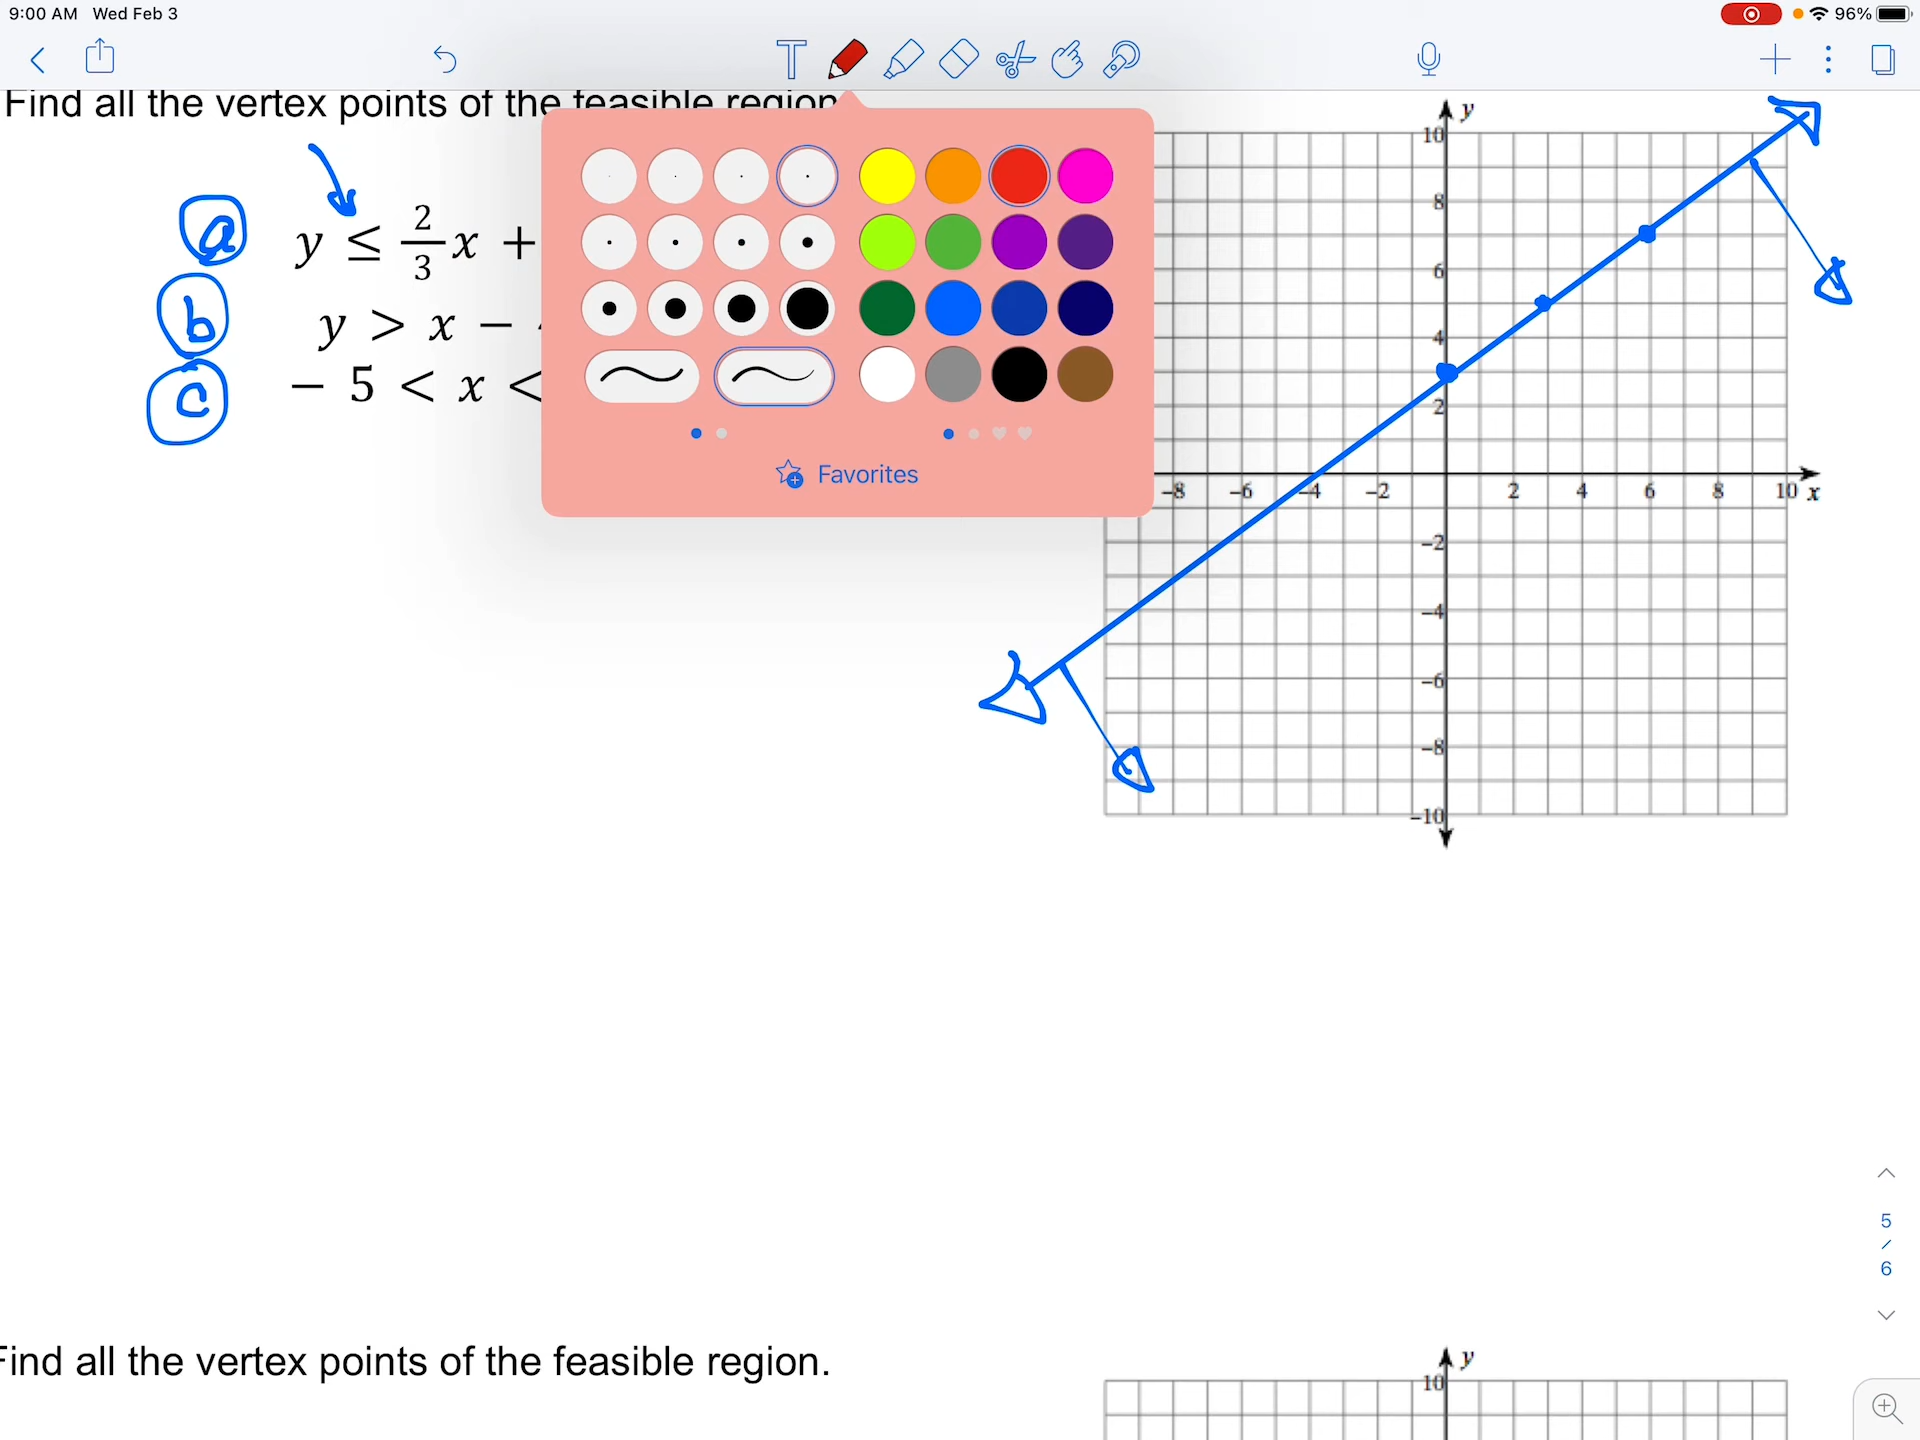 9:00 AM Wed Feb 3
96%
T
Find all the vertex points of the feasible region
a
y ≤ 2/3 x +
b
y > x −
c
− 5 < x <
Favorites
y
10
8
6
4
2
−8 −6 −4 −2 2 4 6 8 10 x
−2
−4
−6
−8
−10
5
/
6
Find all the vertex points of the feasible region.
y
10